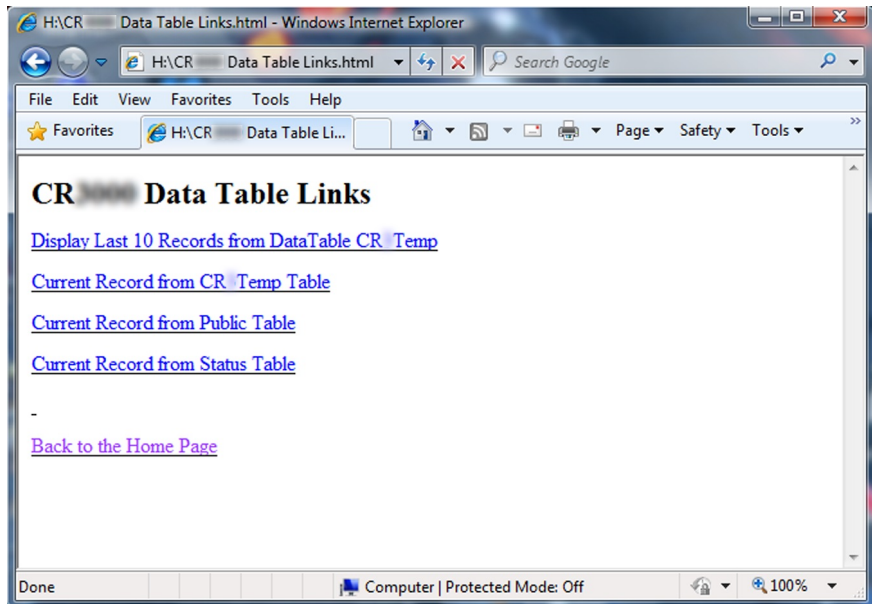 H:\CR Data Table Links.html - Windows Internet Explorer
H:\CR Data Table Links.html
Search Google
File Edit View Favorites Tools Help
Favorites
H:\CR Data Table Li...
Page Safety Tools
CR Data Table Links
Display Last 10 Records from DataTable CR Temp
Current Record from CR Temp Table
Current Record from Public Table
Current Record from Status Table
-
Back to the Home Page
Done
Computer | Protected Mode: Off
100%